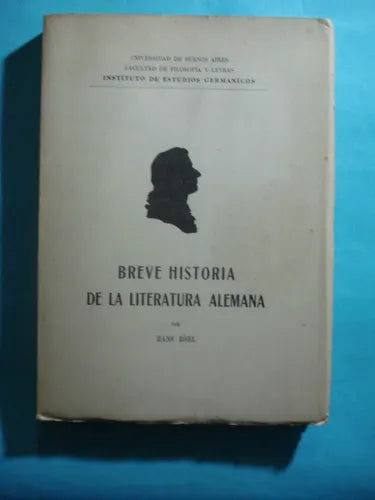 UNIVERSIDAD DE BUENOS AIRES
FACULTAD DE FILOSOFIA Y LETRAS
INSTITUTO DE ESTUDIOS GERMANICOS
BREVE HISTORIA
DE LA LITERATURA ALEMANA
POR
HANS RÖHL